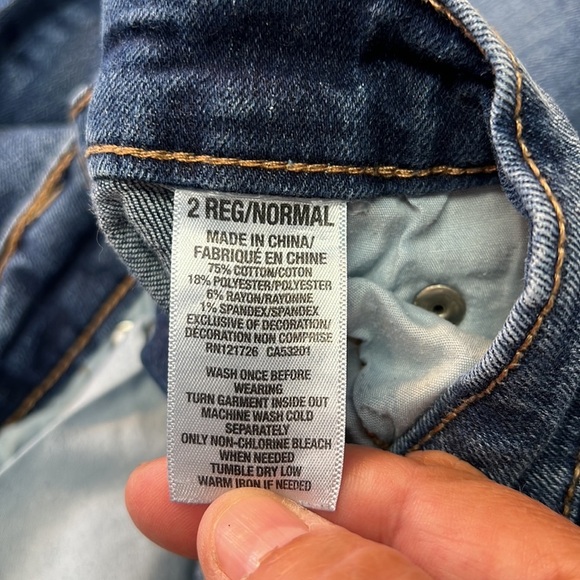 2 REG/NORMAL
MADE IN CHINA/
FABRIQUÉ EN CHINE
75% COTTON/COTON
18% POLYESTER/POLYESTER
6% RAYON/RAYONNE
1% SPANDEX/SPANDEX
EXCLUSIVE OF DECORATION/
DECORATION NON COMPRISE
RN121726 CA53201
WASH ONCE BEFORE
WEARING
TURN GARMENT INSIDE OUT
MACHINE WASH COLD
SEPARATELY
ONLY NON-CHLORINE BLEACH
WHEN NEEDED
TUMBLE DRY LOW
WARM IRON IF NEEDED